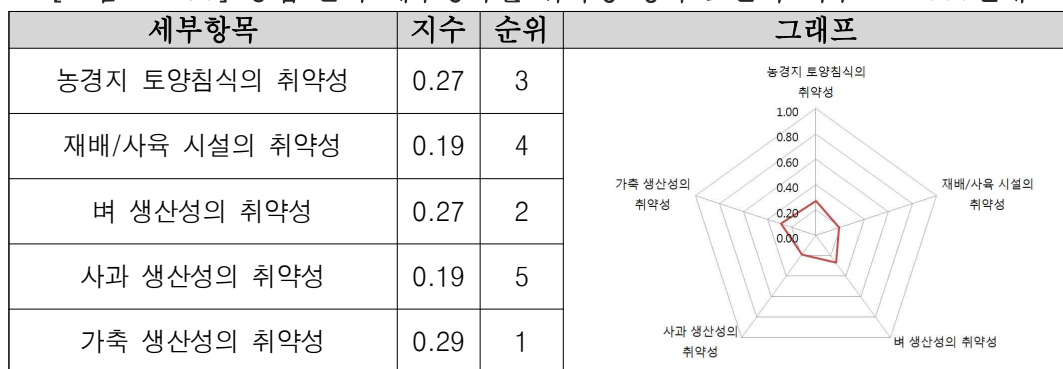 세부항목 지수 순위 그래프
농경지 토양침식의 취약성 0.27 3
재배/사육 시설의 취약성 0.19 4
벼 생산성의 취약성 0.27 2
사과 생산성의 취약성 0.19 5
가축 생산성의 취약성 0.29 1
농경지 토양침식의
취약성
1.00
0.80
0.60
0.40
0.20
0.00
가축 생산성의
취약성
재배/사육 시설의
취약성
사과 생산성의
취약성
벼 생산성의 취약성